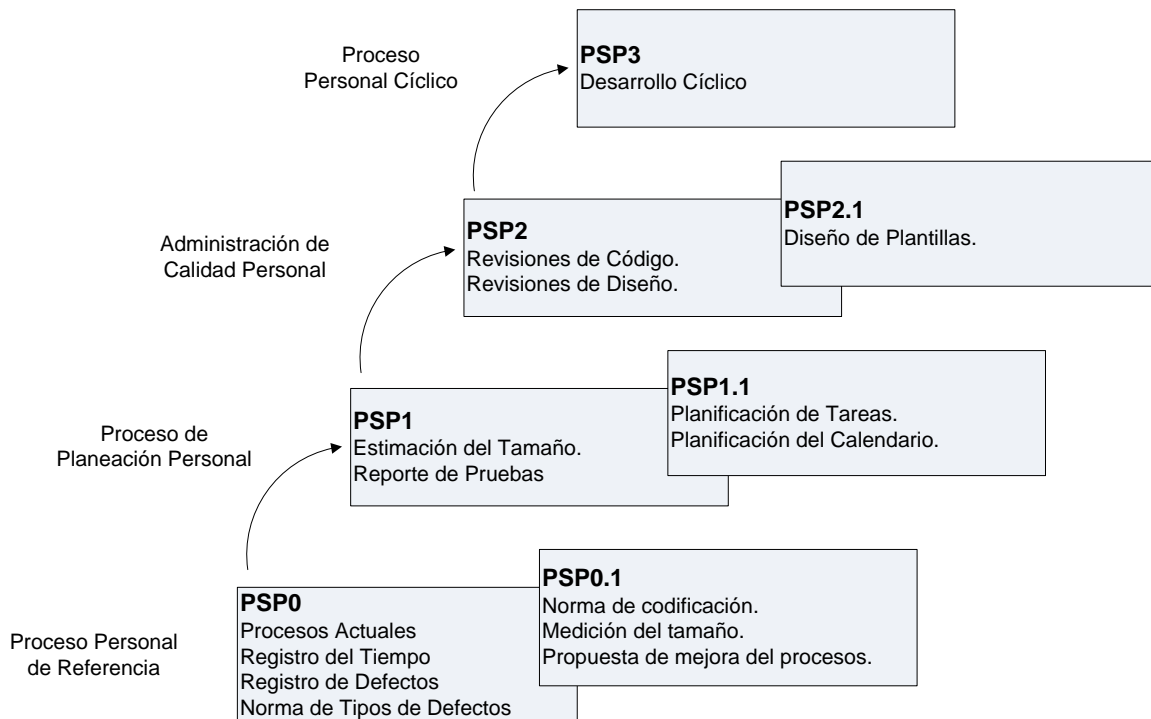 Proceso
Personal Cíclico
PSP3
Desarrollo Cíclico
Administración de
Calidad Personal
PSP2
Revisiones de Código.
Revisiones de Diseño.
PSP2.1
Diseño de Plantillas.
Proceso de
Planeación Personal
PSP1
Estimación del Tamaño.
Reporte de Pruebas
PSP1.1
Planificación de Tareas.
Planificación del Calendario.
Proceso Personal
de Referencia
PSP0
Procesos Actuales
Registro del Tiempo
Registro de Defectos
Norma de Tipos de Defectos
PSP0.1
Norma de codificación.
Medición del tamaño.
Propuesta de mejora del procesos.